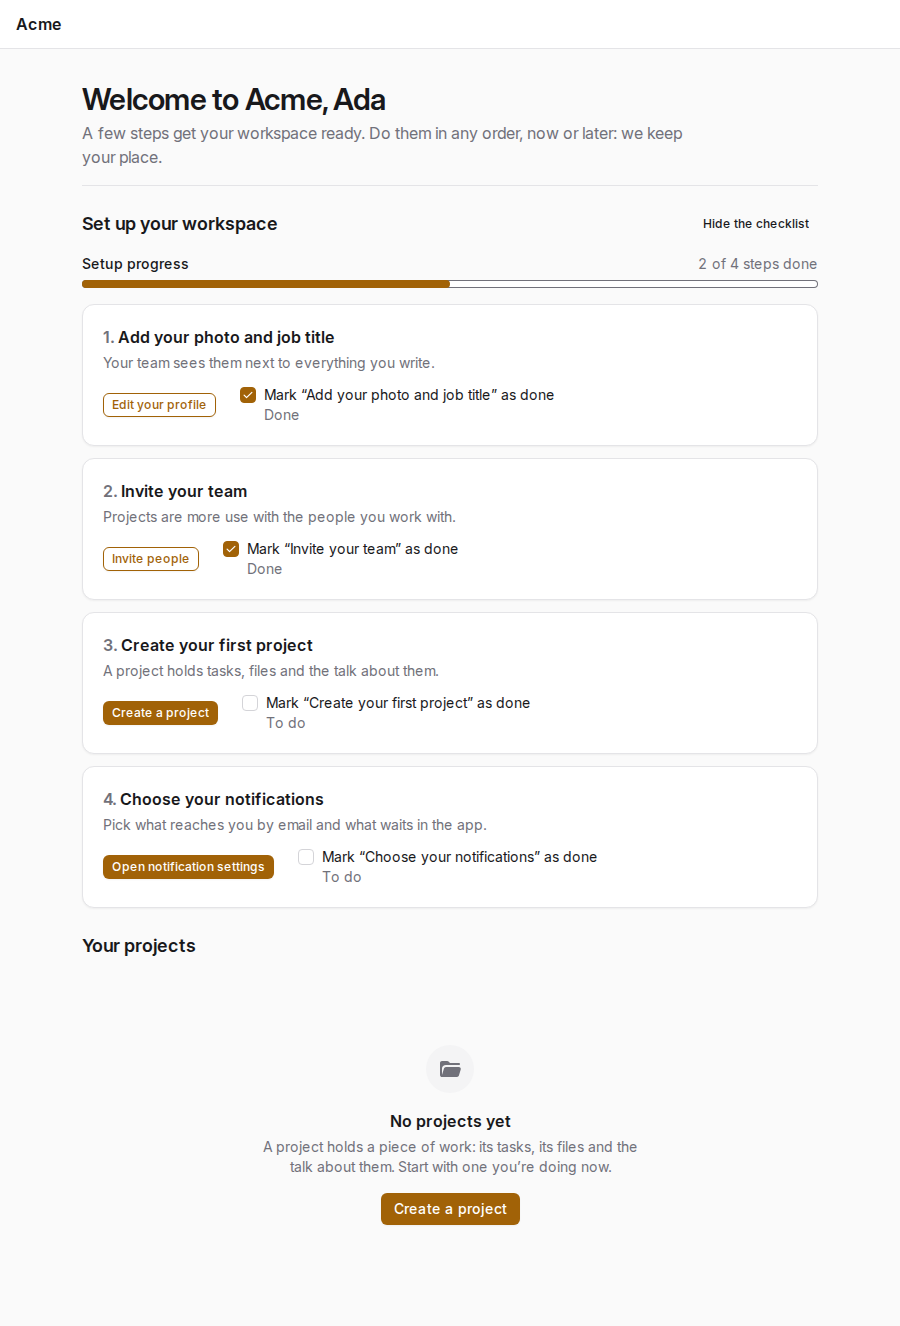 Acme
Welcome to Acme, Ada
A few steps get your workspace ready. Do them in any order, now or later: we keep
your place.
Set up your workspace
Hide the checklist
Setup progress
2 of 4 steps done
1. Add your photo and job title
Your team sees them next to everything you write.
Edit your profile
Mark “Add your photo and job title” as done
Done
2. Invite your team
Projects are more use with the people you work with.
Invite people
Mark “Invite your team” as done
Done
3. Create your first project
A project holds tasks, files and the talk about them.
Create a project
Mark “Create your first project” as done
To do
4. Choose your notifications
Pick what reaches you by email and what waits in the app.
Open notification settings
Mark “Choose your notifications” as done
To do
Your projects
No projects yet
A project holds a piece of work: its tasks, its files and the
talk about them. Start with one you’re doing now.
Create a project